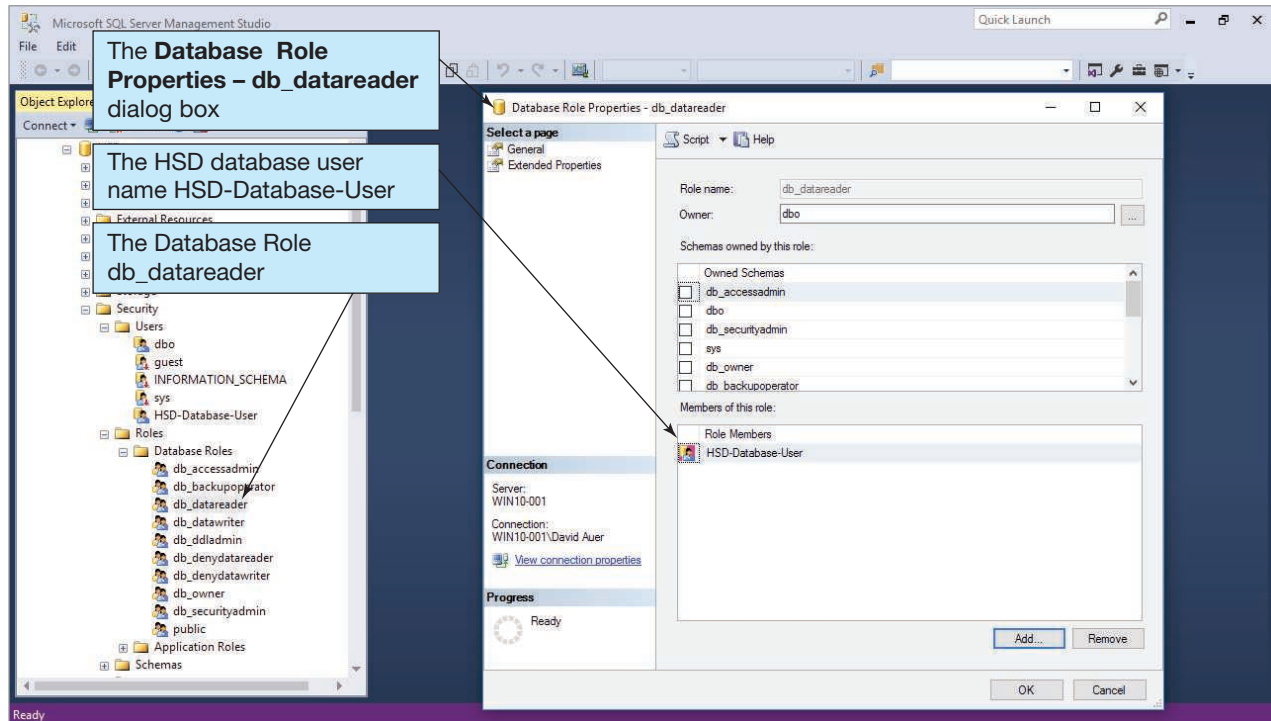 Microsoft SQL Server Management Studio
Quick Launch
File Edit
The Database Role
Properties – db_datareader
dialog box
Object Explore
Connect
The HSD database user
name HSD-Database-User
External Resources
The Database Role
db_datareader
Security
Users
dbo
guest
INFORMATION_SCHEMA
sys
HSD-Database-User
Roles
Database Roles
db_accessadmin
db_backupoperator
db_datareader
db_datawriter
db_ddladmin
db_denydatareader
db_denydatawriter
db_owner
db_securityadmin
public
Application Roles
Schemas
Database Role Properties - db_datareader
Select a page
General
Extended Properties
Script Help
Role name: db_datareader
Owner: dbo
...
Schemas owned by this role:
Owned Schemas
db_accessadmin
dbo
db_securityadmin
sys
db_owner
db_backupoperator
Members of this role:
Role Members
HSD-Database-User
Connection
Server:
WIN10-001
Connection:
WIN10-001\David Auer
View connection properties
Progress
Ready
Add... Remove
OK Cancel
Ready